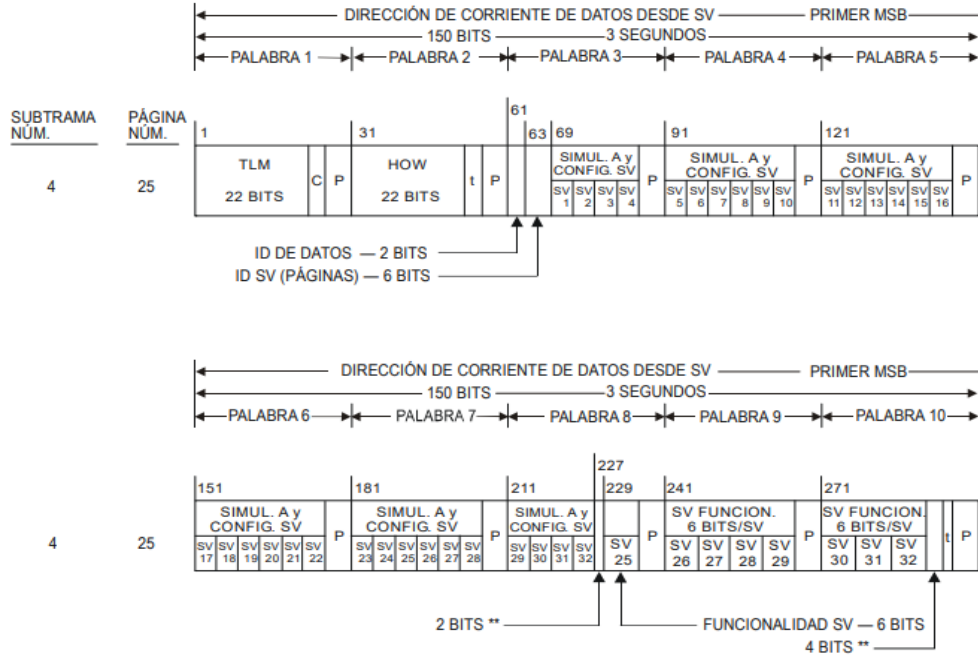 DIRECCIÓN DE CORRIENTE DE DATOS DESDE SV PRIMER MSB
150 BITS 3 SEGUNDOS
PALABRA 1 PALABRA 2 PALABRA 3 PALABRA 4 PALABRA 5
SUBTRAMA NÚM. PÁGINA NÚM.
1 31 61 63 69 91 121
4 25
TLM 22 BITS C P
HOW 22 BITS t P
SIMUL. A y CONFIG. SV P
SV 1 SV 2 SV 3 SV 4
SIMUL. A y CONFIG. SV P
SV 5 SV 6 SV 7 SV 8 SV 9 SV 10
SIMUL. A y CONFIG. SV P
SV 11 SV 12 SV 13 SV 14 SV 15 SV 16
ID DE DATOS — 2 BITS
ID SV (PÁGINAS) — 6 BITS
DIRECCIÓN DE CORRIENTE DE DATOS DESDE SV PRIMER MSB
150 BITS 3 SEGUNDOS
PALABRA 6 PALABRA 7 PALABRA 8 PALABRA 9 PALABRA 10
151 181 211 227 229 241 271
4 25
SIMUL. A y CONFIG. SV P
SV 17 SV 18 SV 19 SV 20 SV 21 SV 22
SIMUL. A y CONFIG. SV P
SV 23 SV 24 SV 25 SV 26 SV 27 SV 28
SIMUL. A y CONFIG. SV
SV 29 SV 30 SV 31 SV 32
SV 25 P
SV FUNCION. 6 BITS/SV P
SV 26 SV 27 SV 28 SV 29
SV FUNCION. 6 BITS/SV t P
SV 30 SV 31 SV 32
2 BITS ** FUNCIONALIDAD SV — 6 BITS
4 BITS **